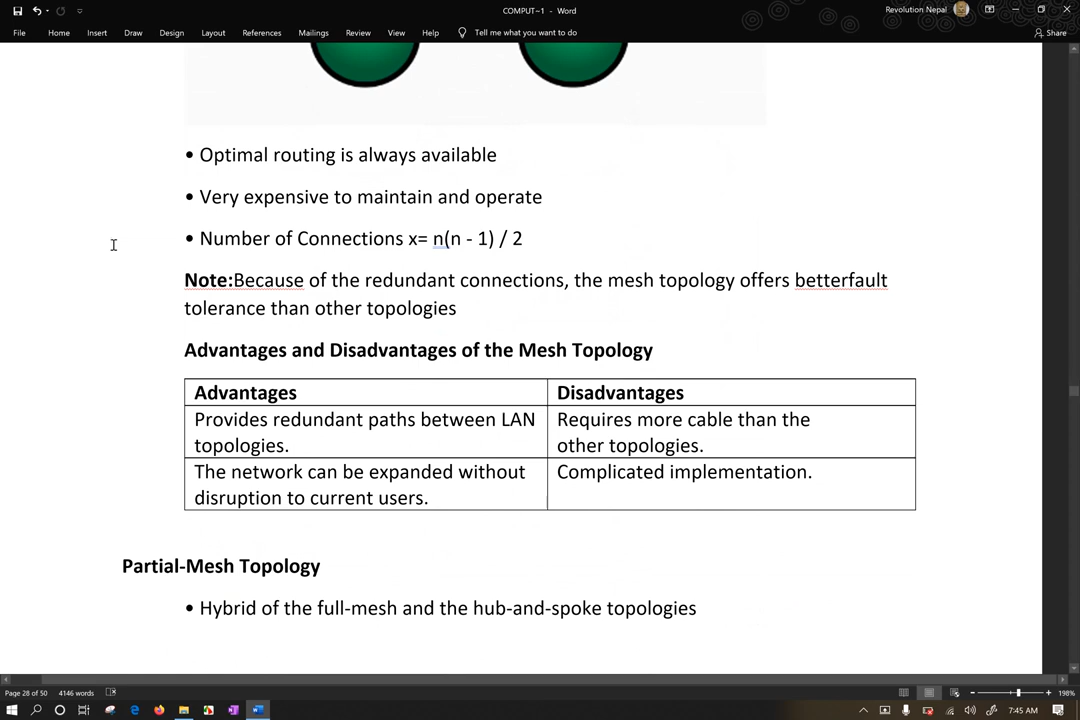 COMPUT~1 - Word
Revolution Nepal
File Home Insert Draw Design Layout References Mailings Review View Help Tell me what you want to do Share
• Optimal routing is always available
• Very expensive to maintain and operate
• Number of Connections x= n(n - 1) / 2
Note:Because of the redundant connections, the mesh topology offers betterfault
tolerance than other topologies
Advantages and Disadvantages of the Mesh Topology
Advantages Disadvantages
Provides redundant paths between LAN
topologies.
Requires more cable than the
other topologies.
The network can be expanded without
disruption to current users.
Complicated implementation.
Partial-Mesh Topology
• Hybrid of the full-mesh and the hub-and-spoke topologies
Page 28 of 50 4146 words 198%
7:45 AM